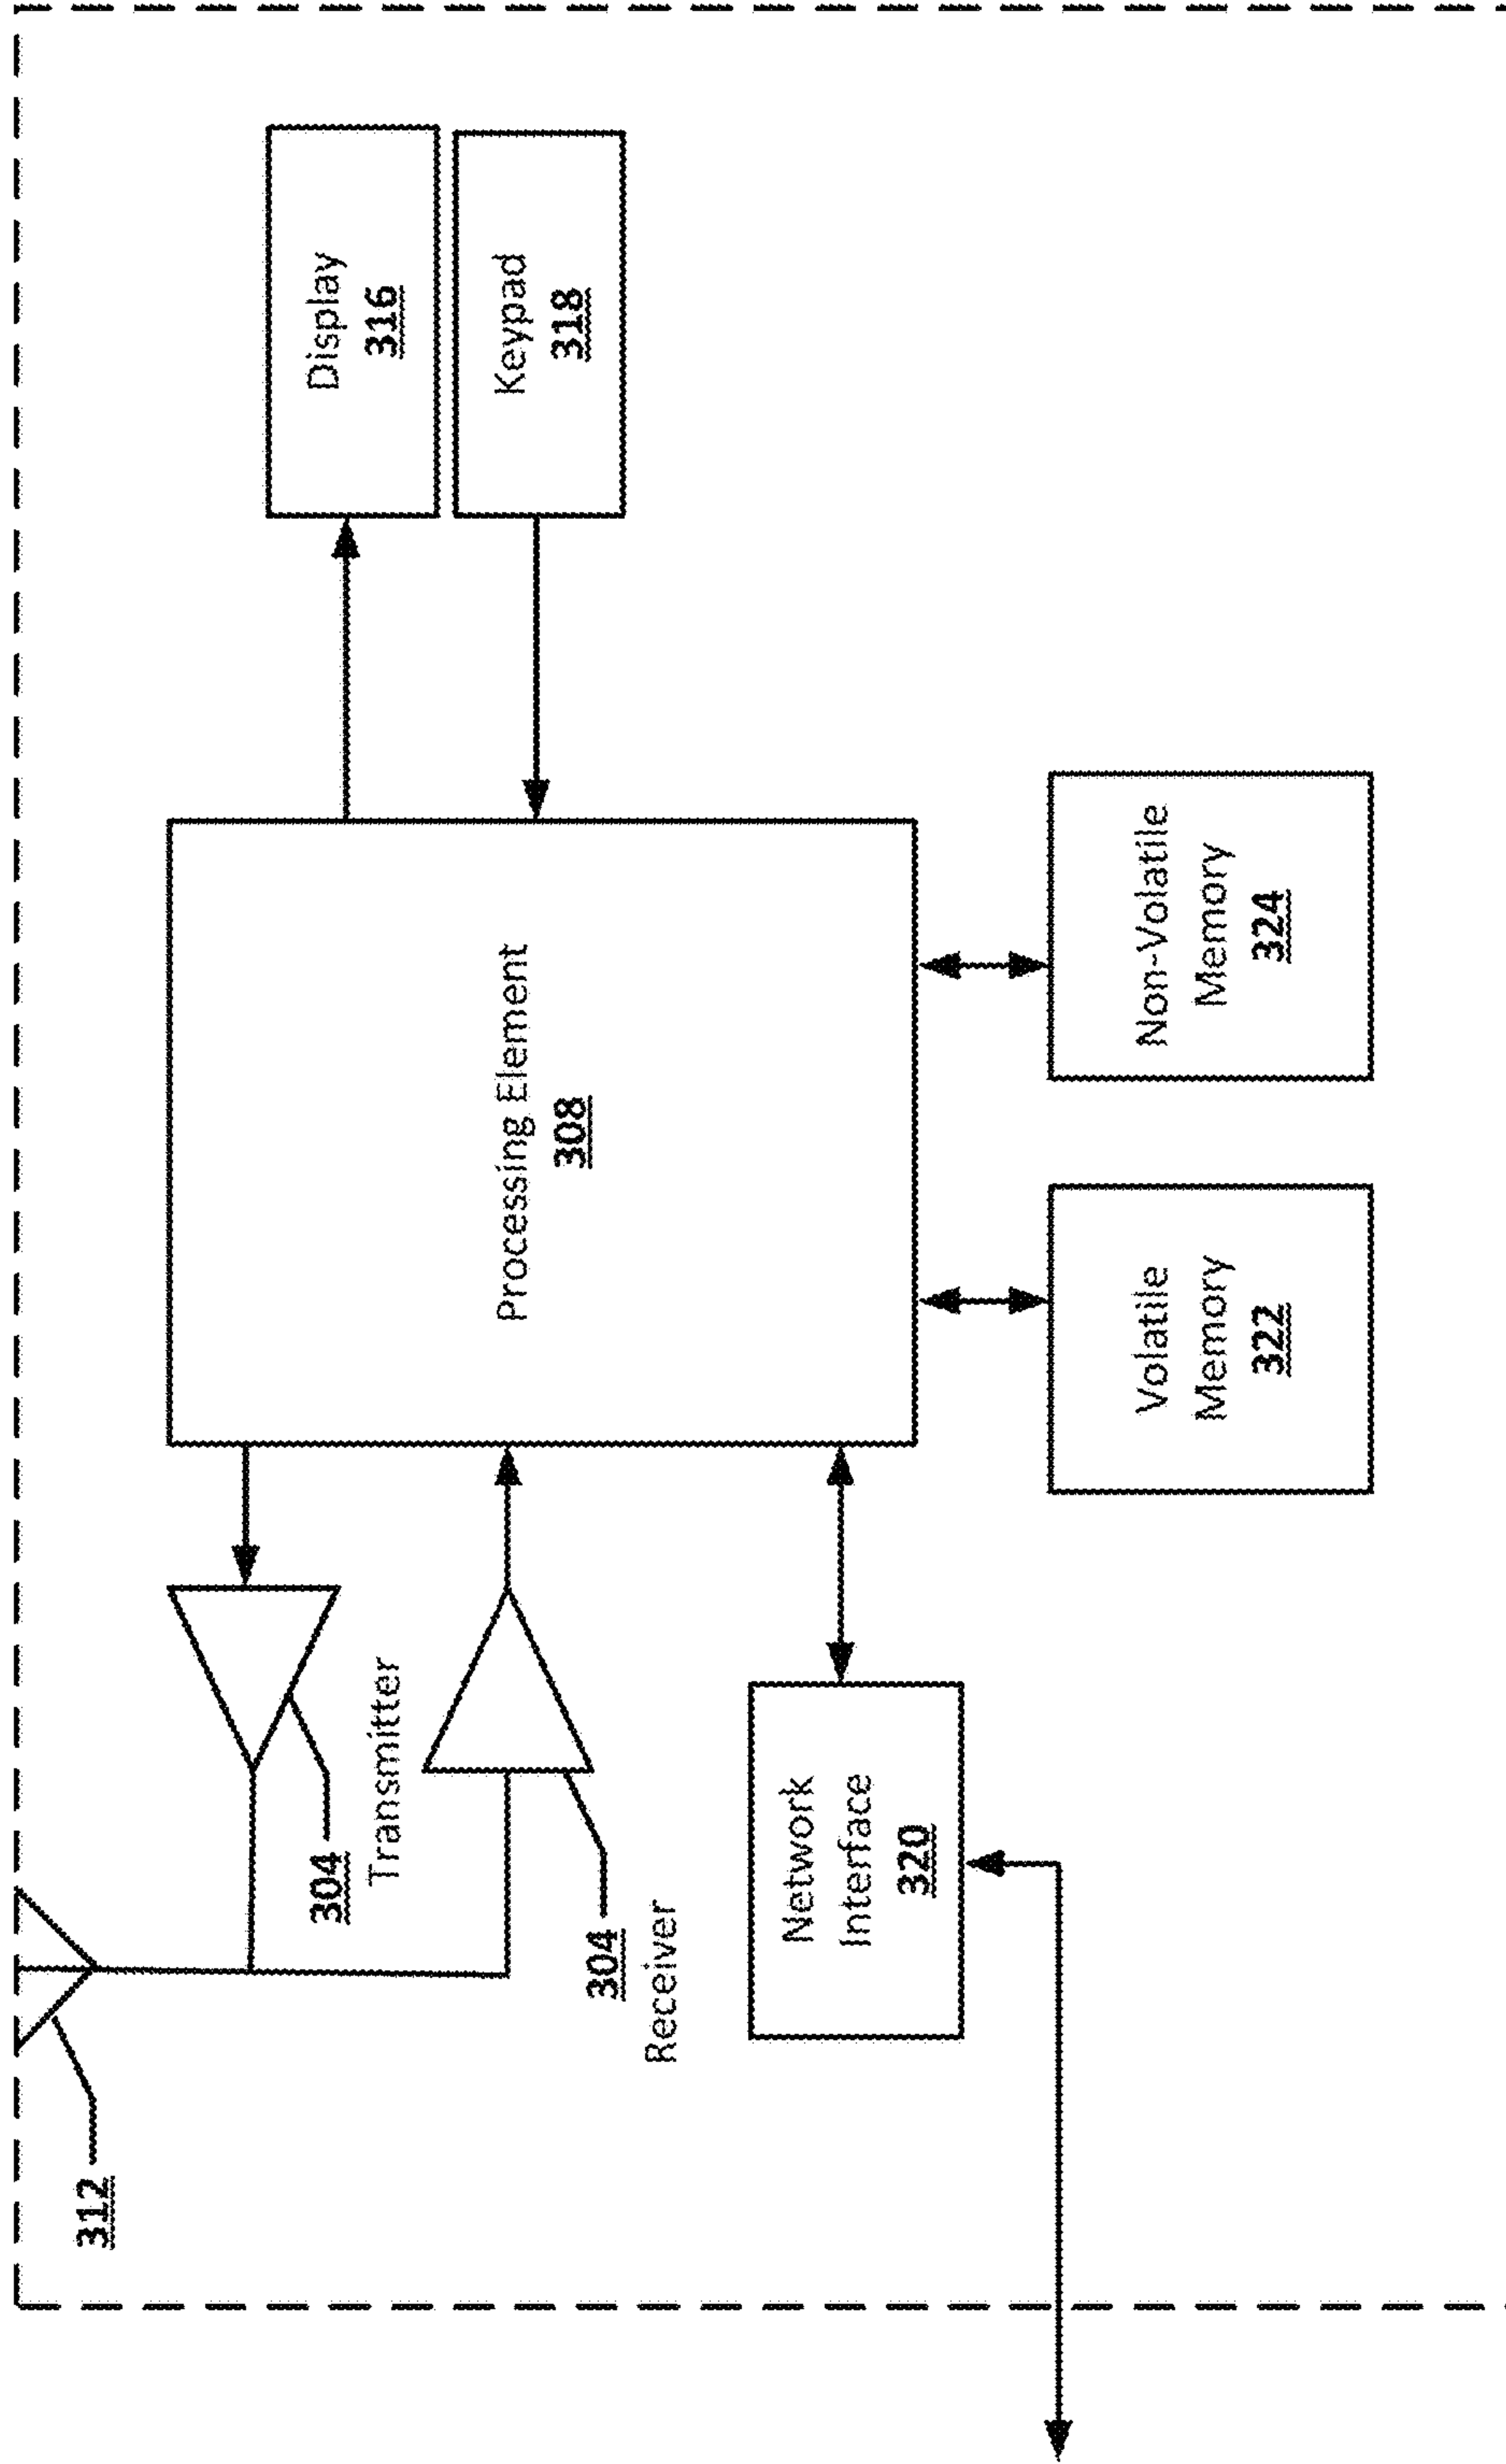 312
304
Transmitter
304
Receiver
Network
Interface
320
Processing Element
308
Volatile
Memory
322
Non-Volatile
Memory
324
Display
316
Keypad
318